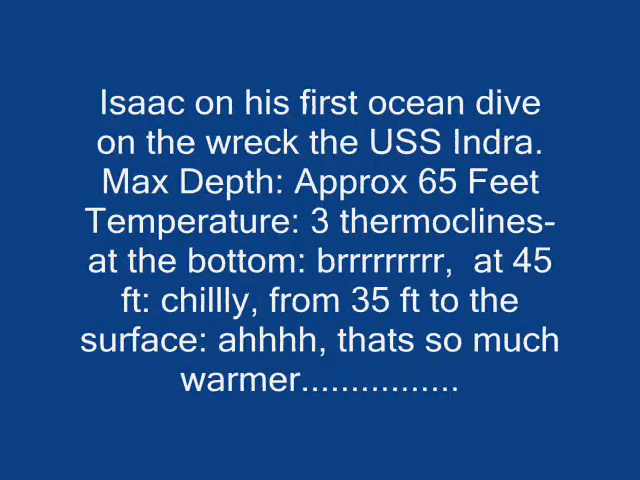 Isaac on his first ocean dive
on the wreck the USS Indra.
Max Depth: Approx 65 Feet
Temperature: 3 thermoclines-
at the bottom: brrrrrrrrr,  at 45
ft: chillly, from 35 ft to the
surface: ahhhh, thats so much
warmer................